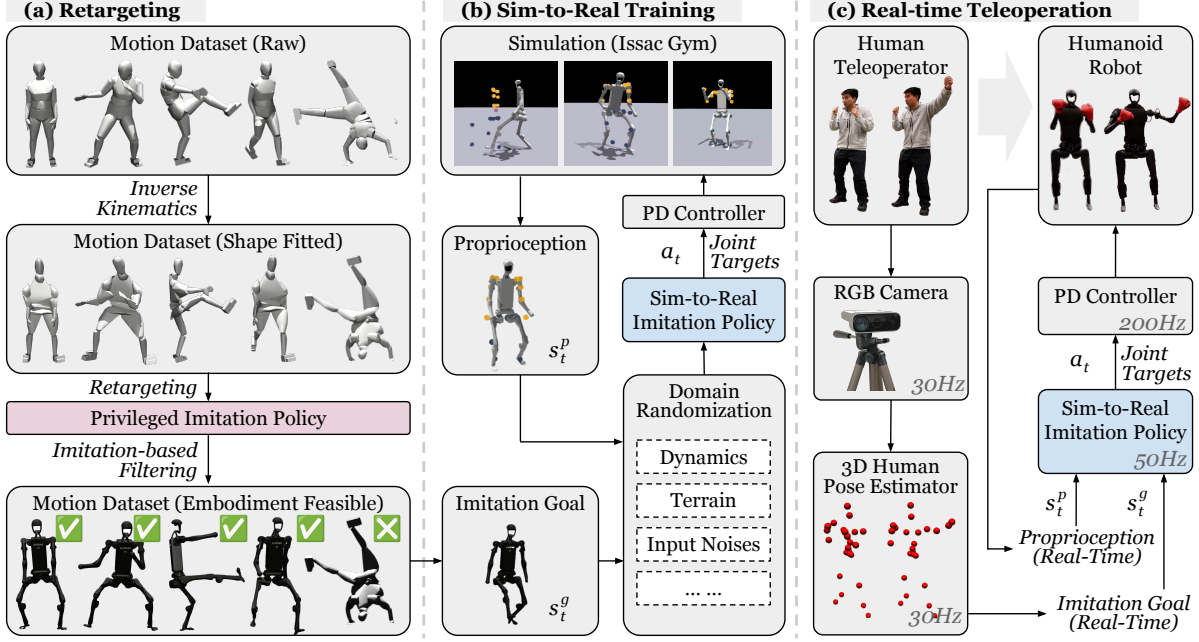 (a) Retargeting
Motion Dataset (Raw)
Inverse
Kinematics
Motion Dataset (Shape Fitted)
Retargeting
Privileged Imitation Policy
Imitation-based
Filtering
Motion Dataset (Embodiment Feasible)
(b) Sim-to-Real Training
Simulation (Issac Gym)
PD Controller
a_t
Joint
Targets
Sim-to-Real
Imitation Policy
Proprioception
s_t^p
Domain
Randomization
Dynamics
Terrain
Input Noises
... ...
Imitation Goal
s_t^g
(c) Real-time Teleoperation
Human
Teleoperator
RGB Camera
30Hz
3D Human
Pose Estimator
30Hz
Humanoid
Robot
PD Controller
200Hz
a_t
Joint
Targets
Sim-to-Real
Imitation Policy
50Hz
s_t^p
s_t^g
Proprioception
(Real-Time)
Imitation Goal
(Real-Time)